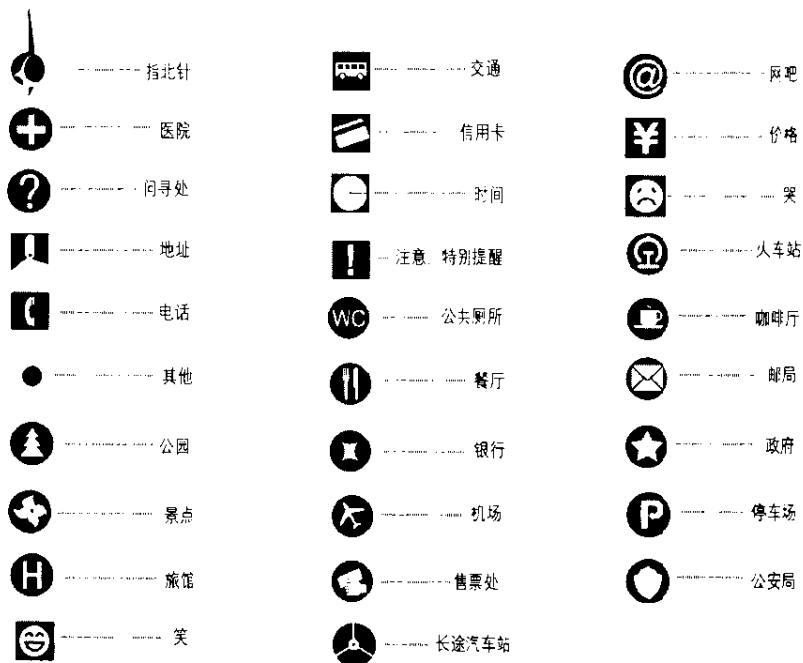 指北针
医院
问寻处
地址
电话
其他
公园
景点
旅馆
笑
交通
信用卡
时间
注意 特别提醒
WC 公共厕所
餐厅
银行
机场
售票处
长途汽车站
@ 网吧
¥ 价格
哭
火车站
咖啡厅
邮局
政府
P 停车场
公安局